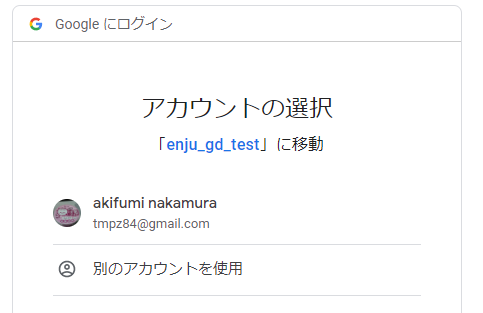 Google にログイン
アカウントの選択
「enju_gd_test」に移動
akifumi nakamura
tmpz84@gmail.com
別のアカウントを使用